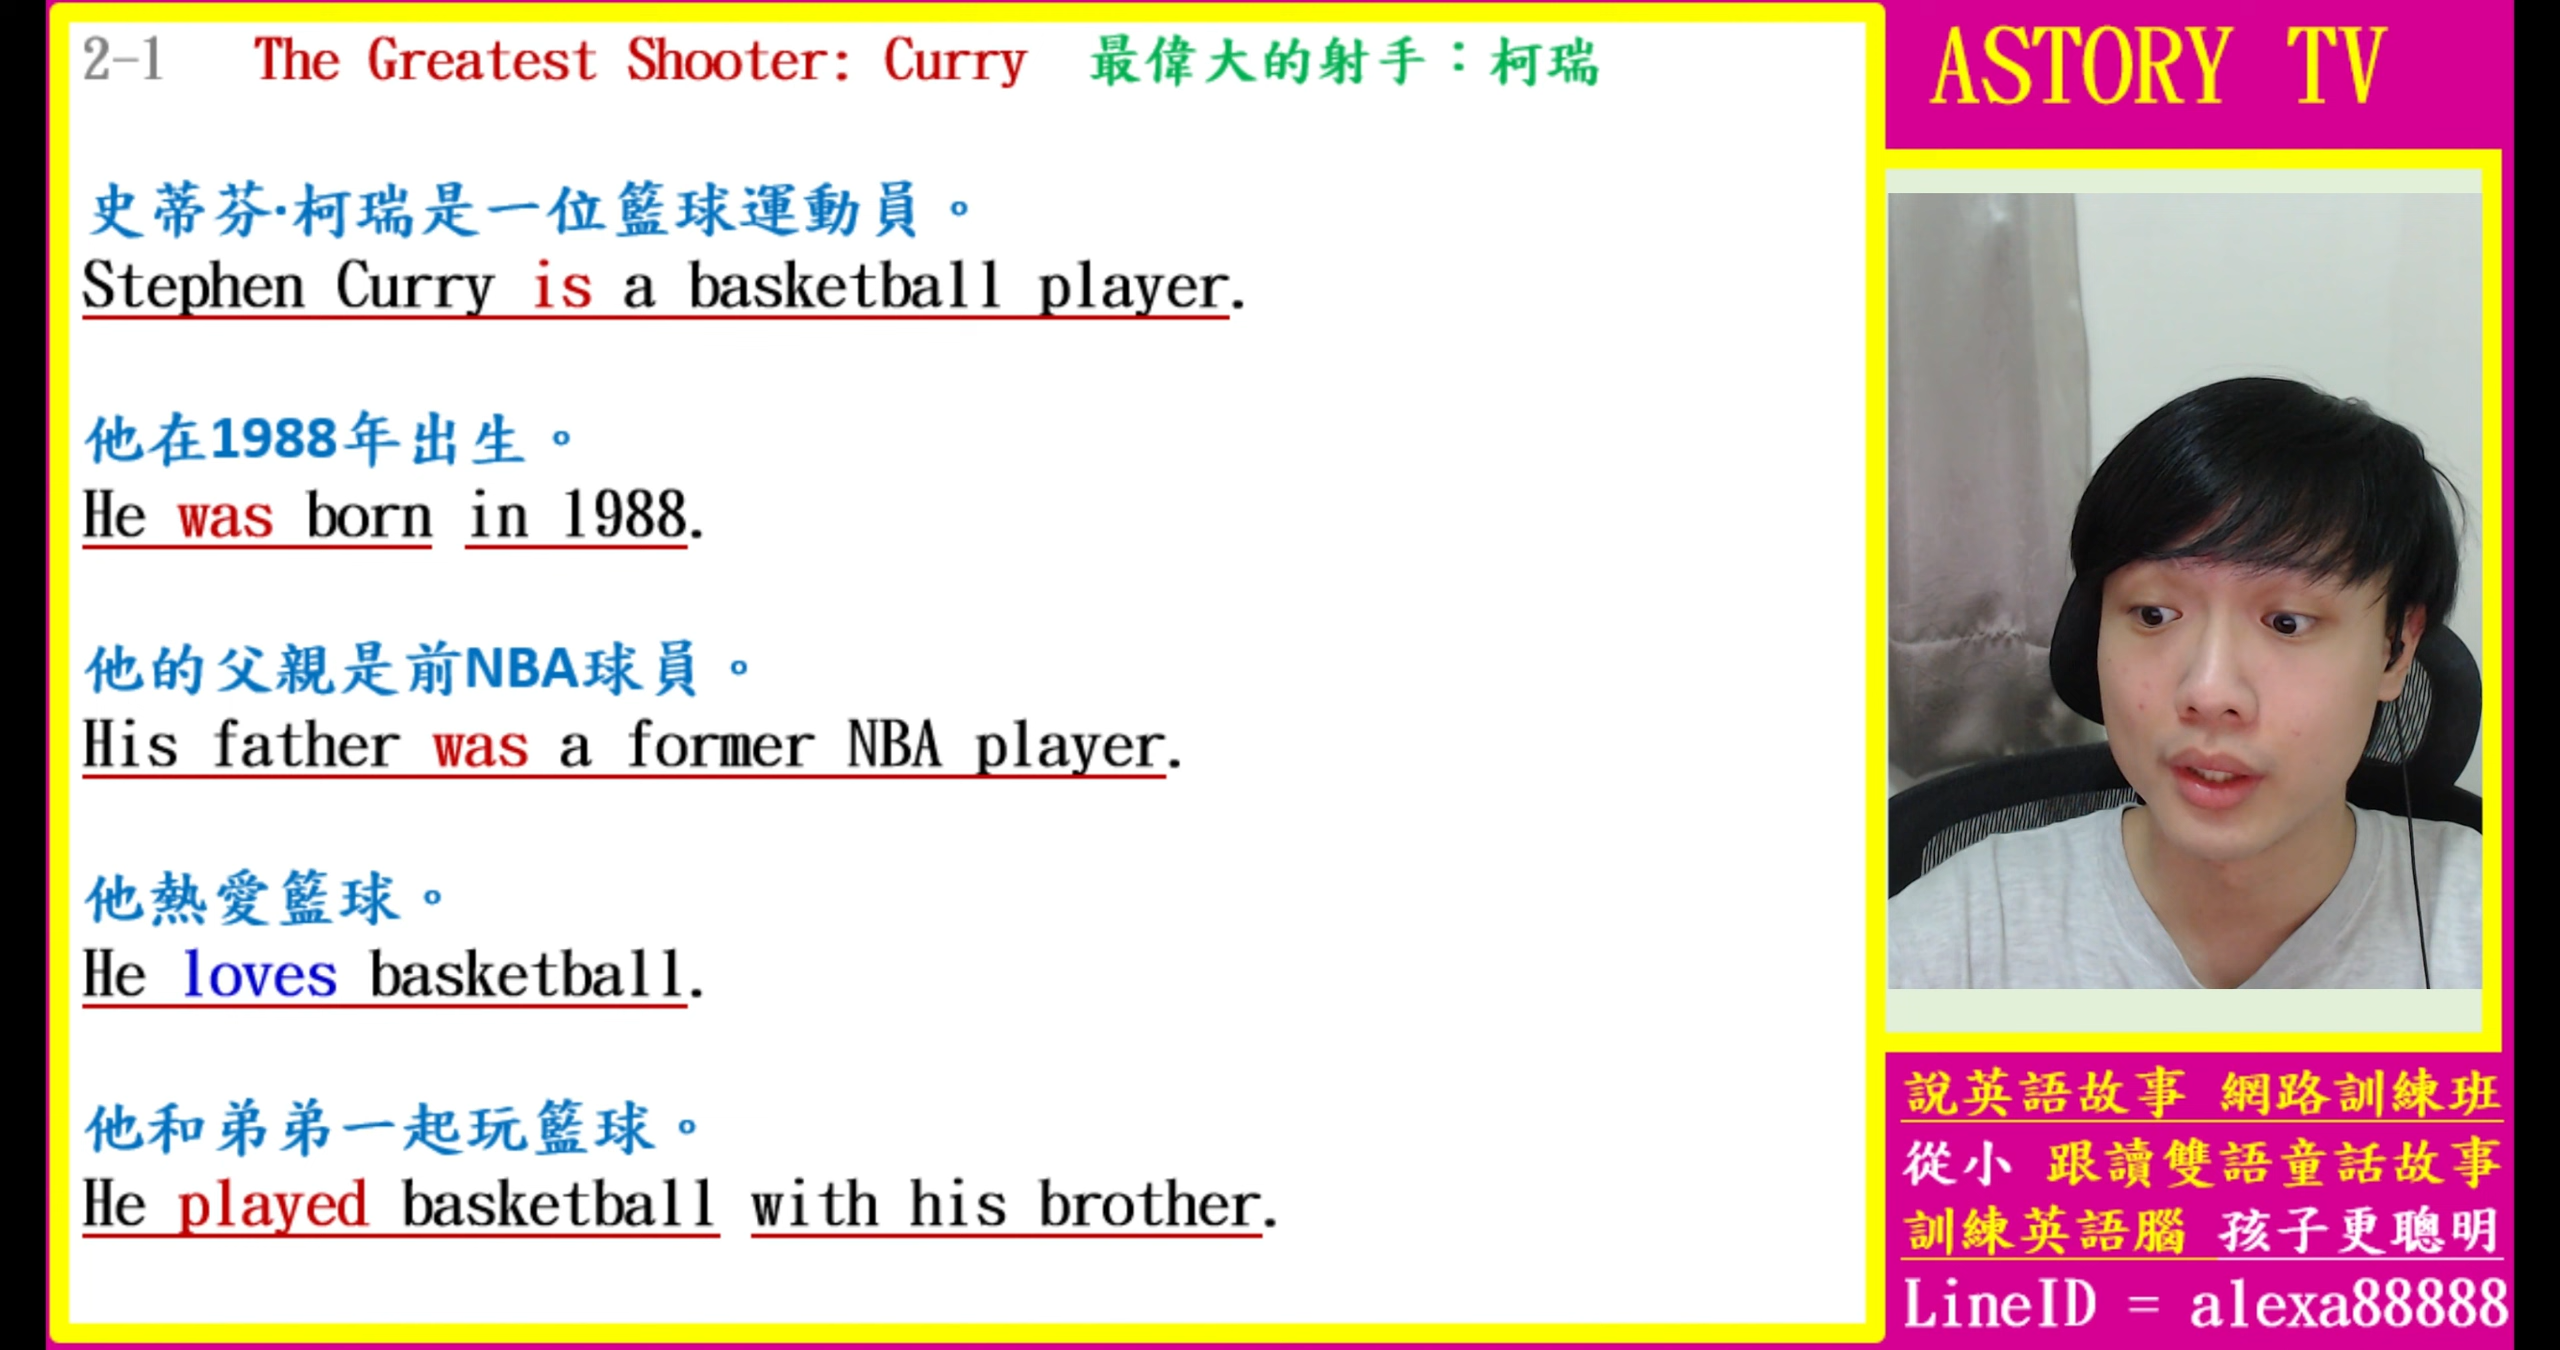 2-1 The Greatest Shooter: Curry 最偉大的射手：柯瑞
史蒂芬·柯瑞是一位籃球運動員。
Stephen Curry is a basketball player.
他在1988年出生。
He was born in 1988.
他的父親是前NBA球員。
His father was a former NBA player.
他熱愛籃球。
He loves basketball.
他和弟弟一起玩籃球。
He played basketball with his brother.
ASTORY TV
說英語故事 網路訓練班
從小 跟讀雙語童話故事
訓練英語腦 孩子更聰明
LineID = alexa88888